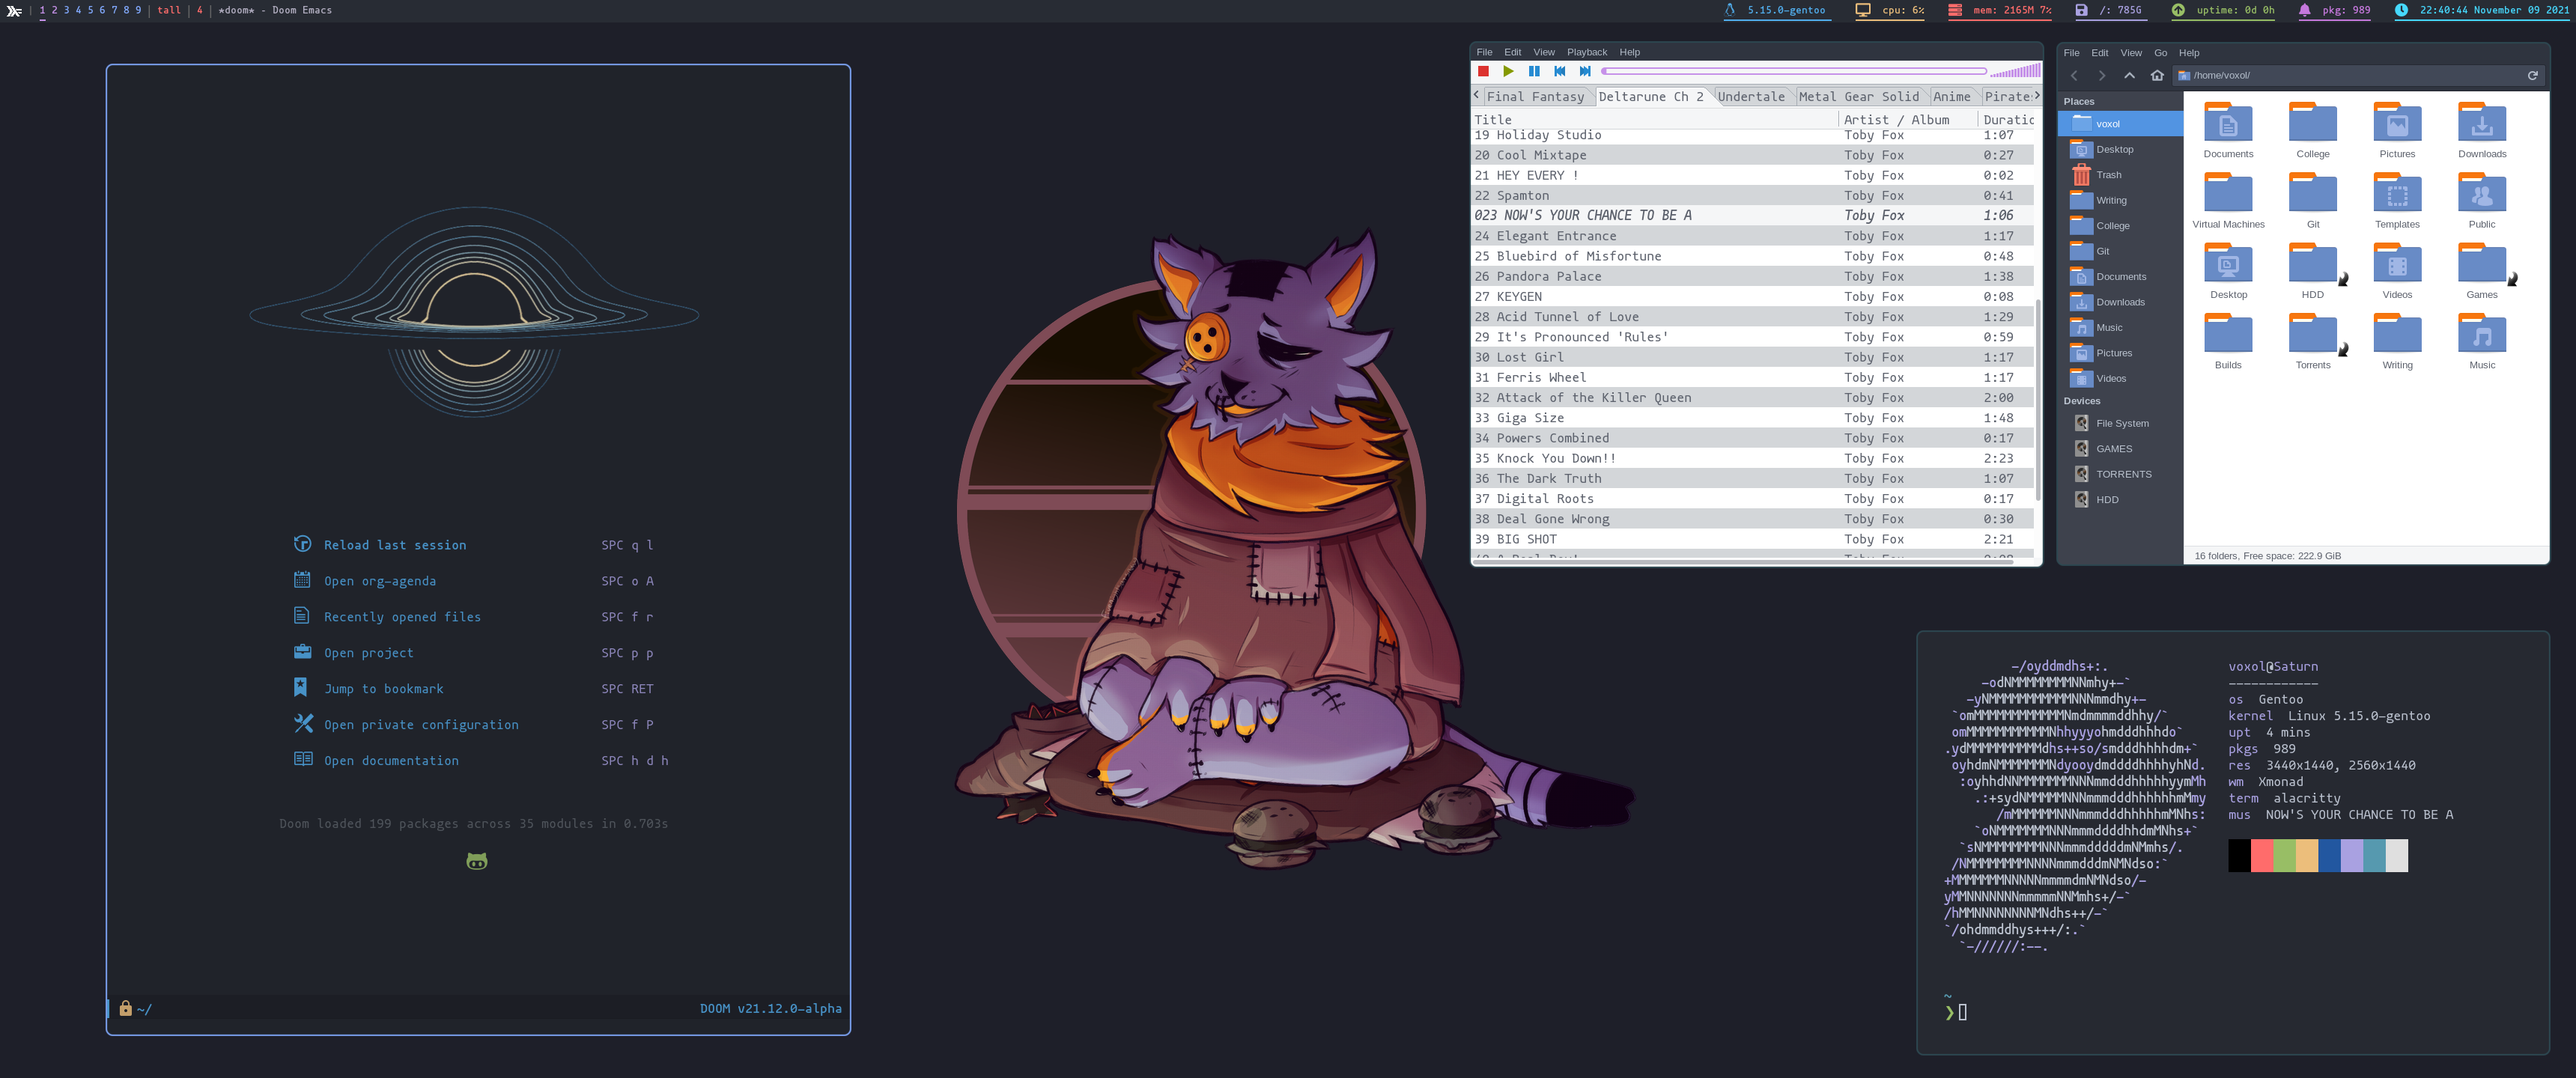 1 2 3 4 5 6 7 8 9 | tall | 4 | *doom* - Doom Emacs
5.15.0-gentoo cpu: 6% mem: 2165M 7% /: 785G uptime: 0d 0h pkg: 989 22:40:44 November 09 2021
Reload last session SPC q l
Open org-agenda SPC o A
Recently opened files SPC f r
Open project SPC p p
Jump to bookmark SPC RET
Open private configuration SPC f P
Open documentation SPC h d h
Doom loaded 199 packages across 35 modules in 0.703s
~/ DOOM v21.12.0-alpha
File Edit View Playback Help
Final Fantasy Deltarune Ch 2 Undertale Metal Gear Solid Anime Pirates
Title Artist / Album Duratio
19 Holiday Studio Toby Fox 1:07
20 Cool Mixtape Toby Fox 0:27
21 HEY EVERY ! Toby Fox 0:02
22 Spamton Toby Fox 0:41
023 NOW'S YOUR CHANCE TO BE A Toby Fox 1:06
24 Elegant Entrance Toby Fox 1:17
25 Bluebird of Misfortune Toby Fox 0:48
26 Pandora Palace Toby Fox 1:38
27 KEYGEN Toby Fox 0:08
28 Acid Tunnel of Love Toby Fox 1:29
29 It's Pronounced 'Rules' Toby Fox 0:59
30 Lost Girl Toby Fox 1:17
31 Ferris Wheel Toby Fox 1:17
32 Attack of the Killer Queen Toby Fox 2:00
33 Giga Size Toby Fox 1:48
34 Powers Combined Toby Fox 0:17
35 Knock You Down!! Toby Fox 2:23
36 The Dark Truth Toby Fox 1:07
37 Digital Roots Toby Fox 0:17
38 Deal Gone Wrong Toby Fox 0:30
39 BIG SHOT Toby Fox 2:21
File Edit View Go Help
/home/voxol/
Places
voxol
Desktop
Trash
Writing
College
Git
Documents
Downloads
Music
Pictures
Videos
Devices
File System
GAMES
TORRENTS
HDD
Documents College Pictures Downloads
Virtual Machines Git Templates Public
Desktop HDD Videos Games
Builds Torrents Writing Music
16 folders, Free space: 222.9 GiB
voxol@Saturn
------------
os Gentoo
kernel Linux 5.15.0-gentoo
upt 4 mins
pkgs 989
res 3440x1440, 2560x1440
wm Xmonad
term alacritty
mus NOW'S YOUR CHANCE TO BE A
~
❯